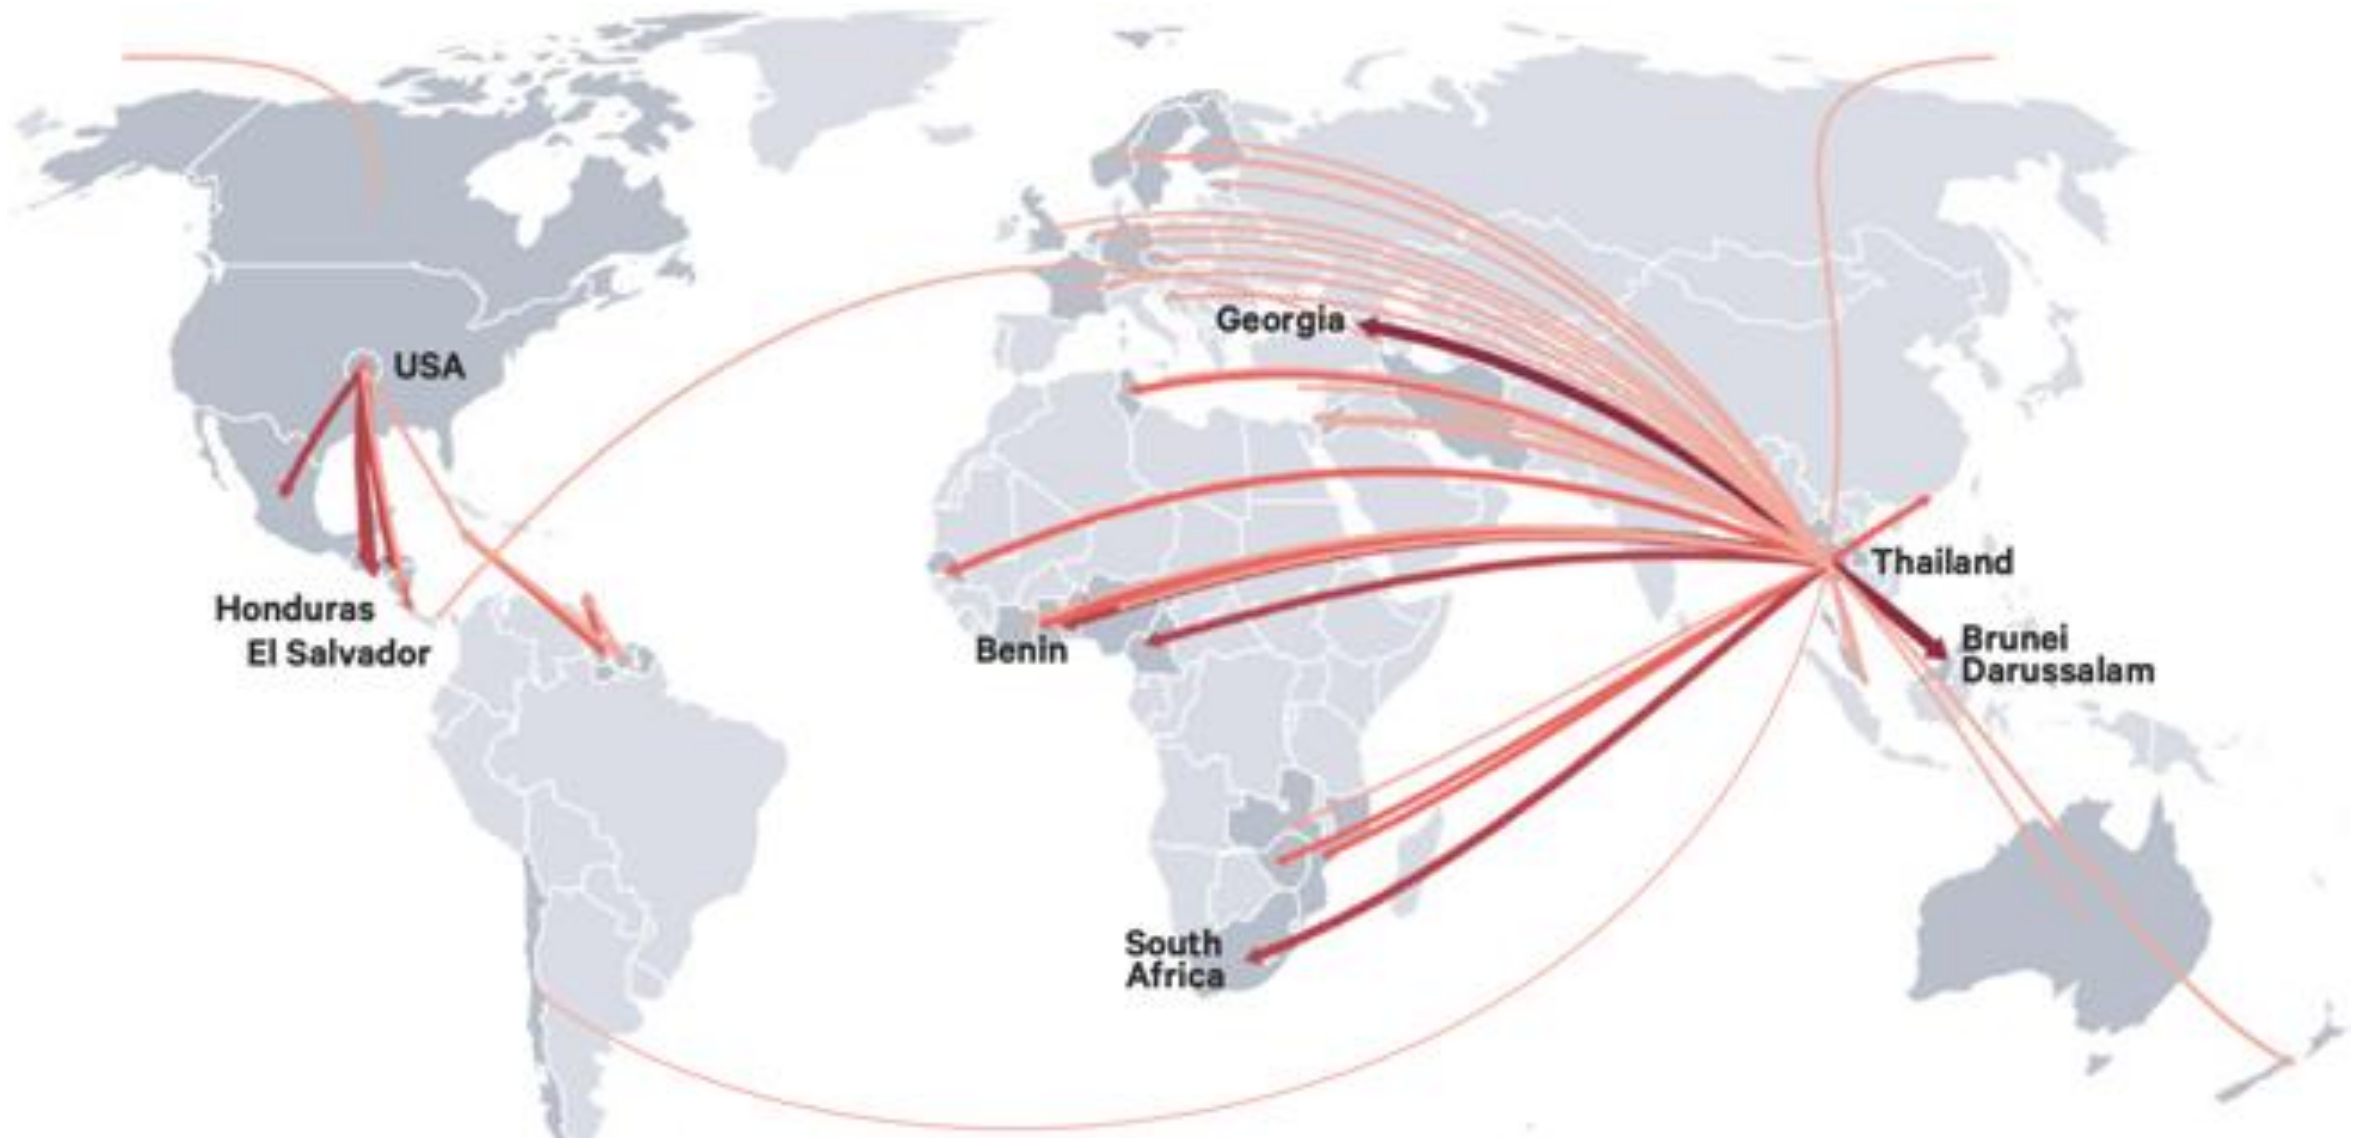 Georgia
USA
Thailand
Honduras
El Salvador
Benin
Brunei
Darussalam
South
Africa